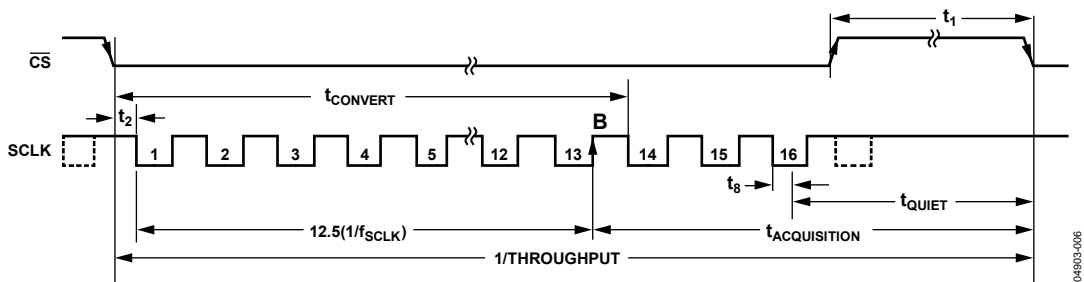 t1
CS
tCONVERT
t2
B
SCLK
1 2 3 4 5 12 13 14 15 16
t8
tQUIET
12.5(1/fSCLK)
tACQUISITION
1/THROUGHPUT
04903-006